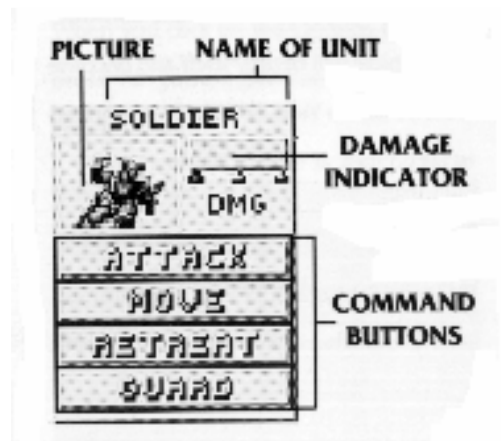 PICTURE NAME OF UNIT
SOLDIER
DAMAGE
INDICATOR
DMG
ATTACK
MOVE
RETREAT
GUARD
COMMAND
BUTTONS